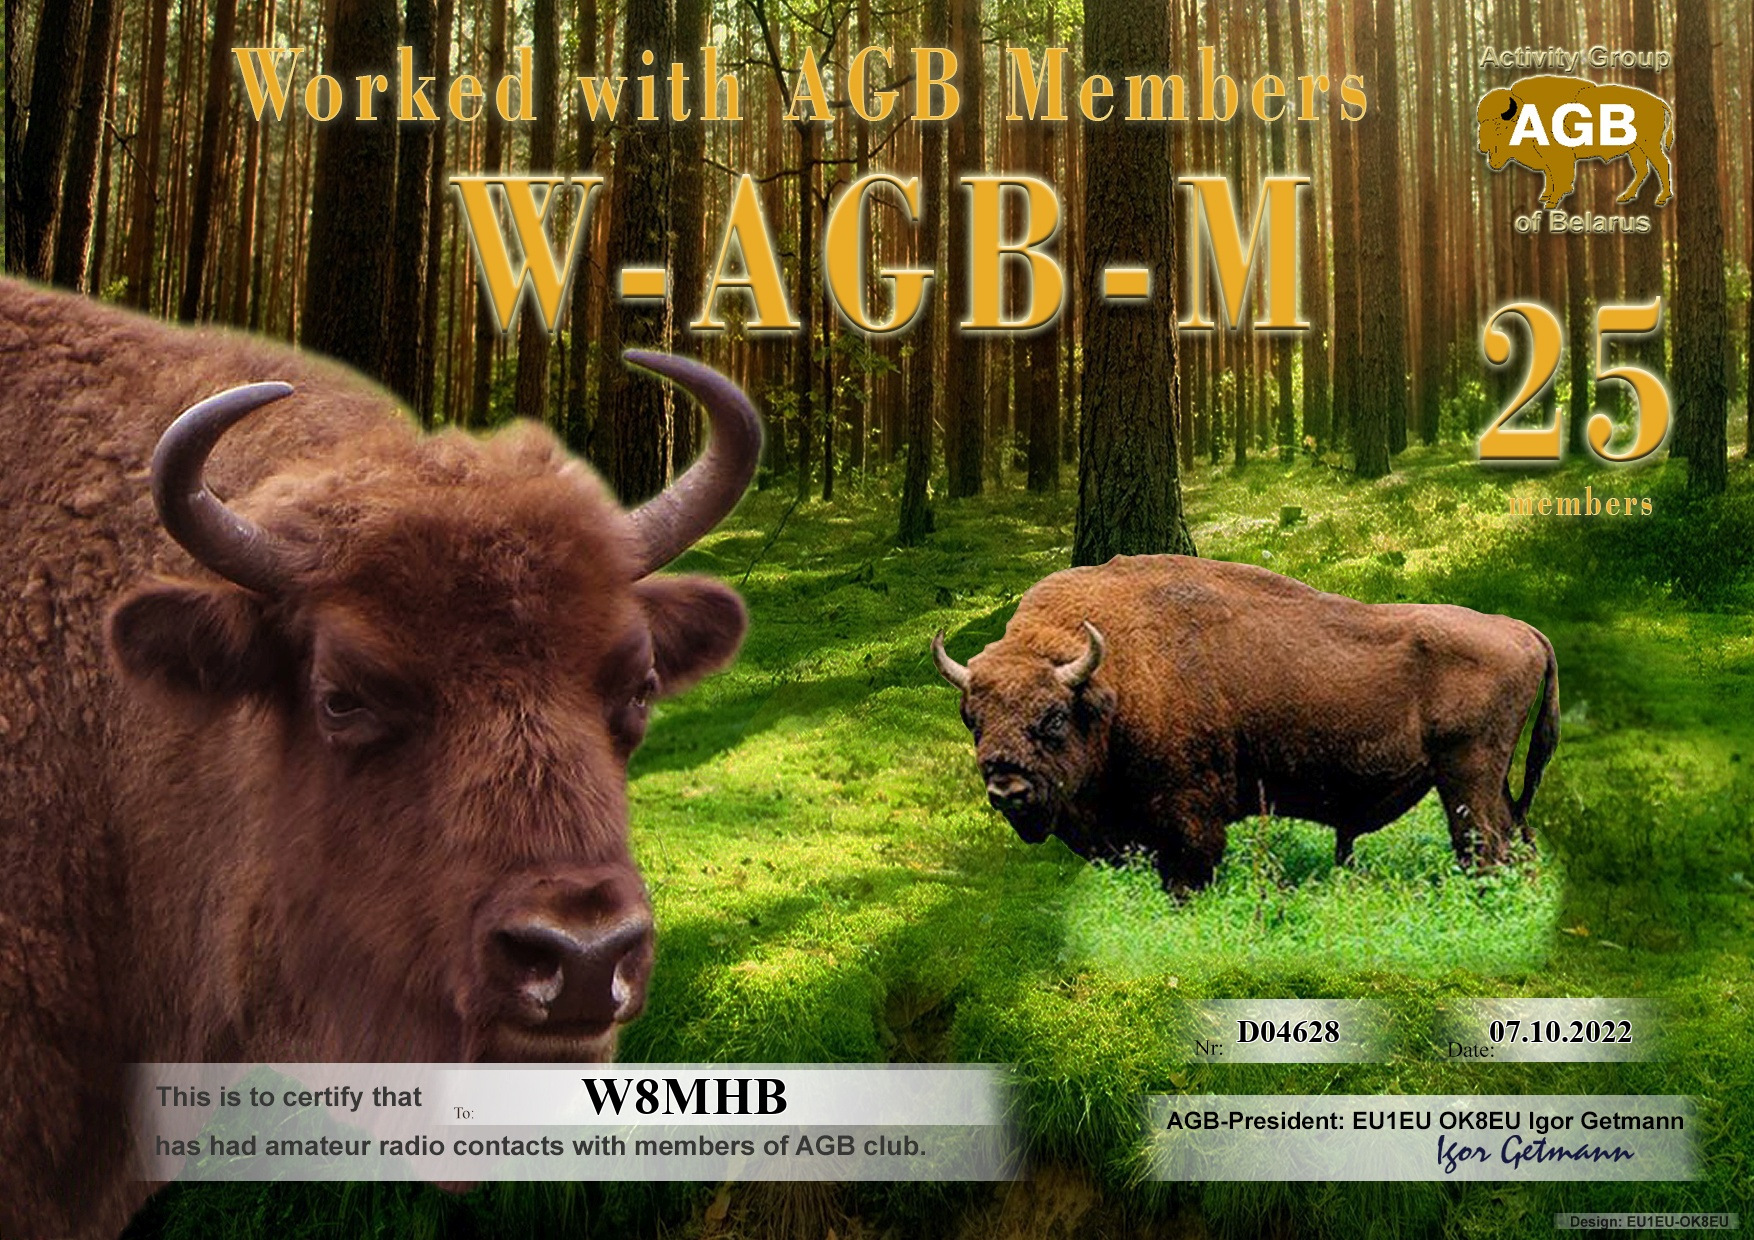 Worked with AGB Members
Activity Group
AGB
of Belarus
W-AGB-M
25
members
Nr: D04628
Date: 07.10.2022
This is to certify that To: W8MHB
has had amateur radio contacts with members of AGB club.
AGB-President: EU1EU OK8EU Igor Getmann
Igor Getmann
Design: EU1EU-OK8EU